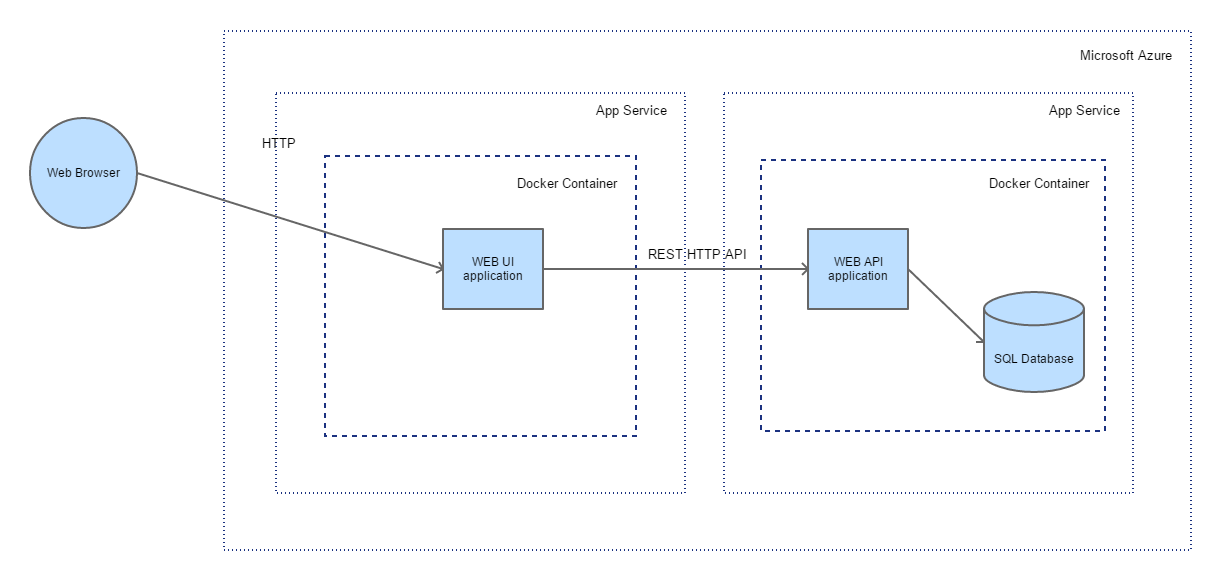 Microsoft Azure
App Service
App Service
HTTP
Web Browser
Docker Container
Docker Container
REST HTTP API
WEB UI
application
WEB API
application
SQL Database